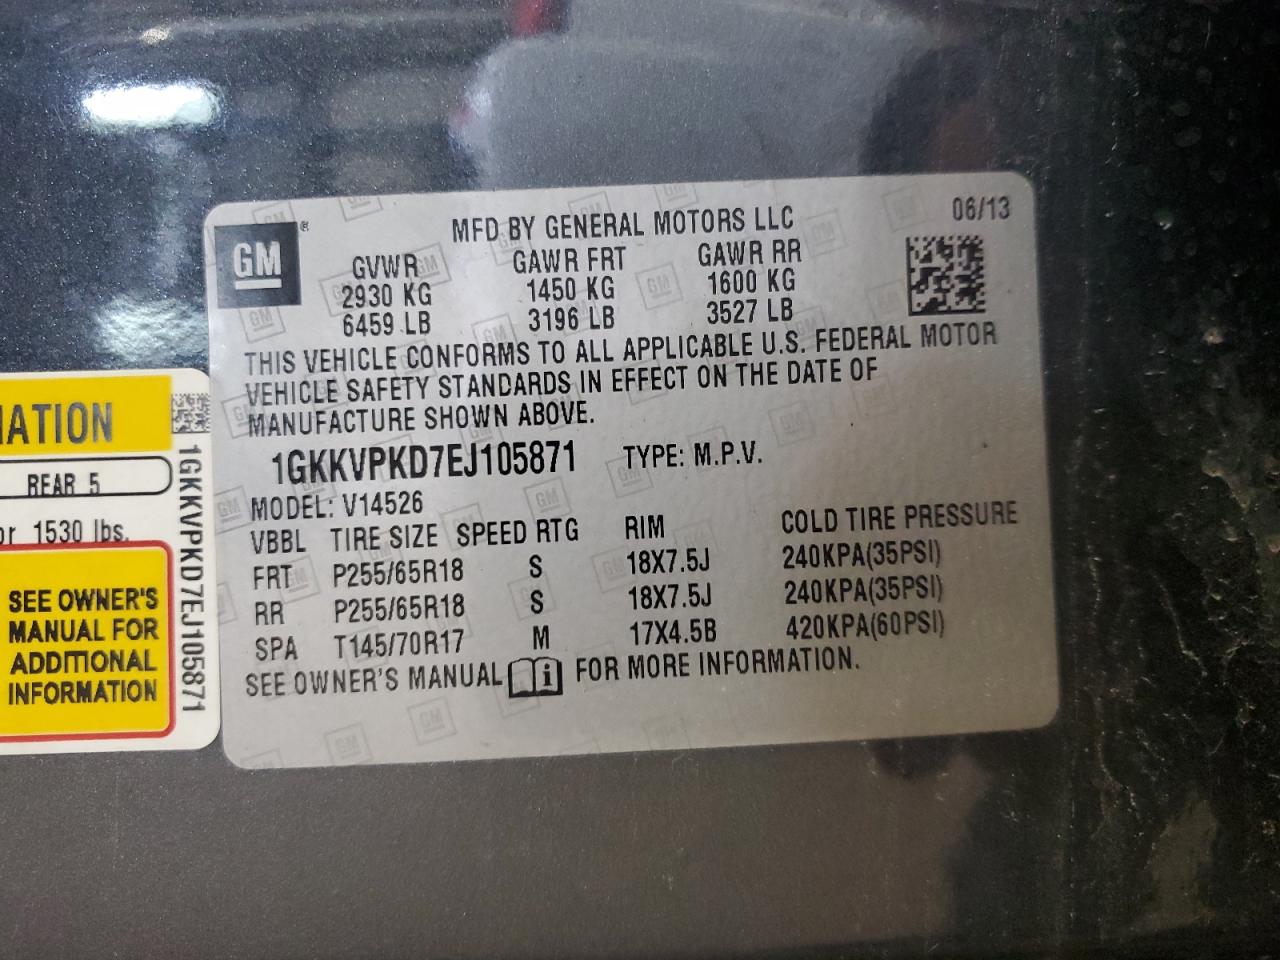 GM
®
MFD BY GENERAL MOTORS LLC
06/13
GVWR GAWR FRT GAWR RR
2930 KG 1450 KG 1600 KG
6459 LB 3196 LB 3527 LB
THIS VEHICLE CONFORMS TO ALL APPLICABLE U.S. FEDERAL MOTOR
VEHICLE SAFETY STANDARDS IN EFFECT ON THE DATE OF
MANUFACTURE SHOWN ABOVE.
1GKKVPKD7EJ105871 TYPE: M.P.V.
MODEL: V14526
VBBL TIRE SIZE SPEED RTG RIM COLD TIRE PRESSURE
FRT P255/65R18 S 18X7.5J 240KPA(35PSI)
RR P255/65R18 S 18X7.5J 240KPA(35PSI)
SPA T145/70R17 M 17X4.5B 420KPA(60PSI)
SEE OWNER'S MANUAL i FOR MORE INFORMATION.
MATION
REAR 5
or 1530 lbs.
SEE OWNER'S
MANUAL FOR
ADDITIONAL
INFORMATION
1GKKVPKD7EJ105871